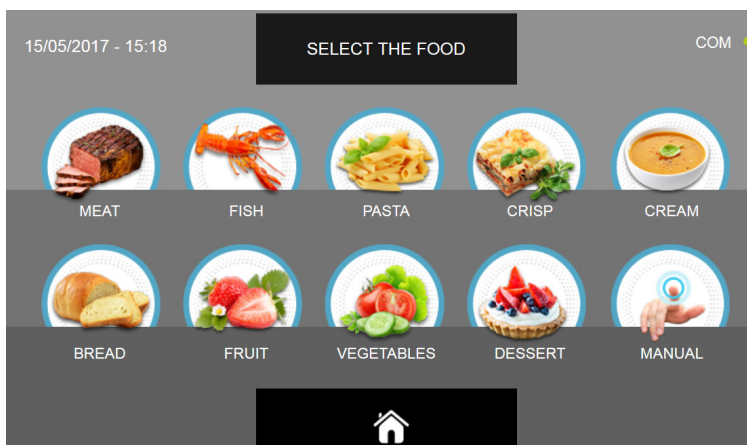 15/05/2017 - 15:18
SELECT THE FOOD
COM
MEAT
FISH
PASTA
CRISP
CREAM
BREAD
FRUIT
VEGETABLES
DESSERT
MANUAL